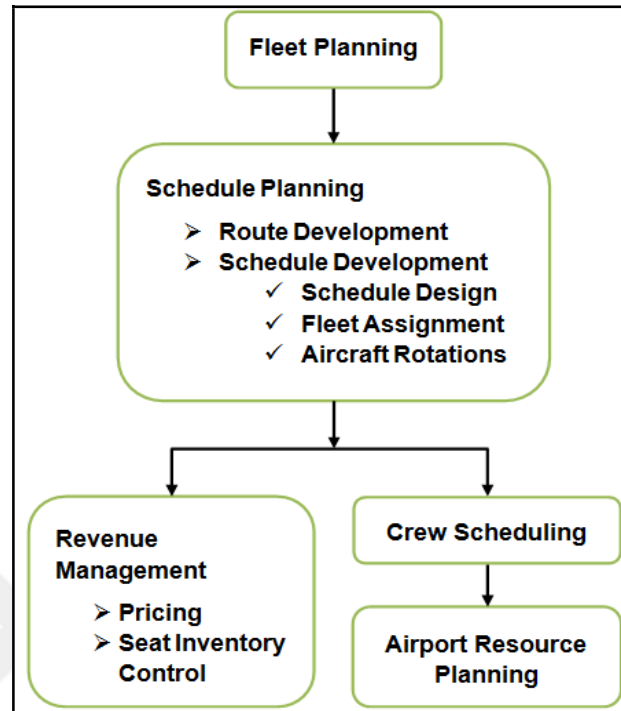 Fleet Planning
Schedule Planning
➤ Route Development
➤ Schedule Development
✓ Schedule Design
✓ Fleet Assignment
✓ Aircraft Rotations
Revenue
Management
➤ Pricing
➤ Seat Inventory
Control
Crew Scheduling
Airport Resource
Planning